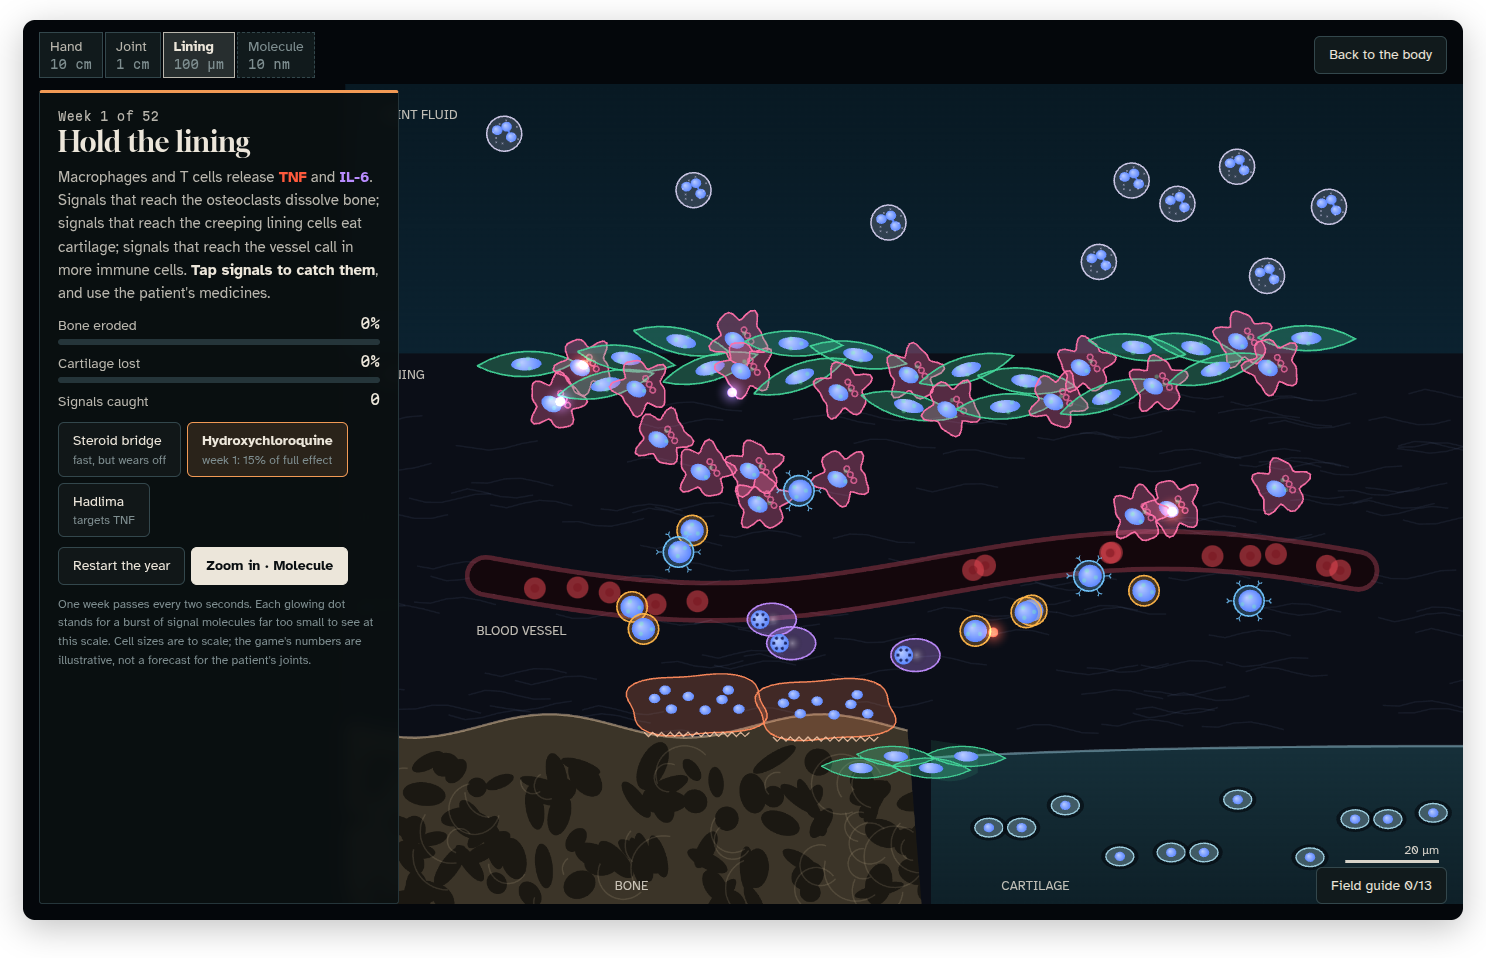 Hand
10 cm
Joint
1 cm
Lining
100 µm
Molecule
10 nm
Back to the body
Week 1 of 52
Hold the lining
Macrophages and T cells release TNF and IL-6.
Signals that reach the osteoclasts dissolve bone;
signals that reach the creeping lining cells eat
cartilage; signals that reach the vessel call in
more immune cells. Tap signals to catch them,
and use the patient's medicines.
Bone eroded 0%
Cartilage lost 0%
Signals caught 0
Steroid bridge
fast, but wears off
Hydroxychloroquine
week 1: 15% of full effect
Hadlima
targets TNF
Restart the year
Zoom in · Molecule
One week passes every two seconds. Each glowing dot
stands for a burst of signal molecules far too small to see at
this scale. Cell sizes are to scale; the game's numbers are
illustrative, not a forecast for the patient's joints.
INT FLUID
NING
BLOOD VESSEL
BONE
CARTILAGE
20 µm
Field guide 0/13